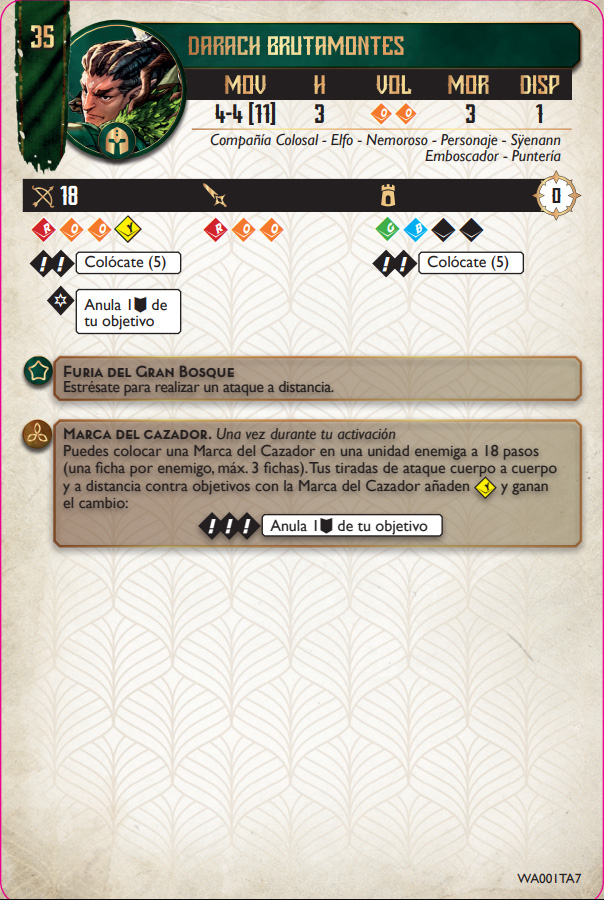 35
DARACH BRUTAMONTES
MOV H VOL MOR DISP
4-4 [11] 3 O O 3 1
Compañía Colosal - Elfo - Nemoroso - Personaje - Sÿenann
Emboscador - Puntería
18 0
R O O Y R O O G B
! ! Colócate (5) ! ! Colócate (5)
Anula 1 de
tu objetivo
FURIA DEL GRAN BOSQUE
Estrésate para realizar un ataque a distancia.
MARCA DEL CAZADOR. Una vez durante tu activación
Puedes colocar una Marca del Cazador en una unidad enemiga a 18 pasos
(una ficha por enemigo, máx. 3 fichas). Tus tiradas de ataque cuerpo a cuerpo
y a distancia contra objetivos con la Marca del Cazador añaden Y y ganan
el cambio:
! ! ! Anula 1 de tu objetivo
WA001TA7